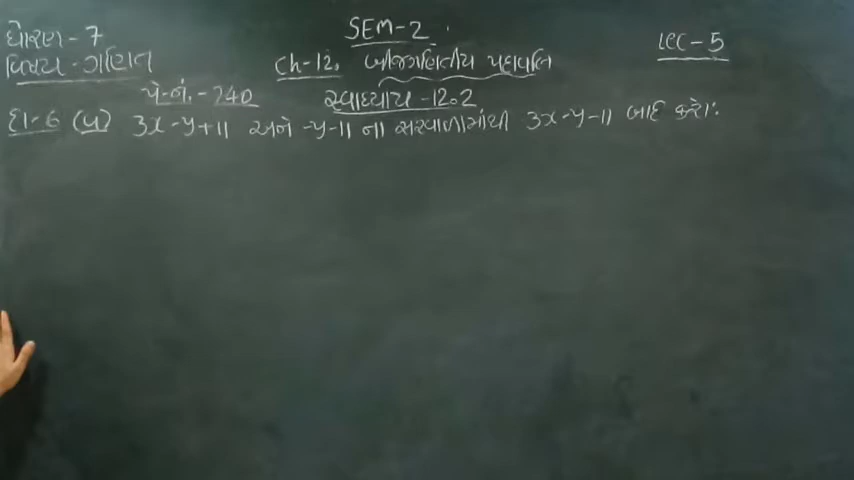 ધોરણ - 7
SEM-2
LEC-5
વિષય - ગણિત
ch-12. બીજગણિતીય પદાવલિ
પે.નં. - 240
સ્વાધ્યાય - 12.2
દા-6 (પ) 3x-y+11 અને -y-11 ના સરવાળામાંથી 3x-y-11 બાદ કરો: